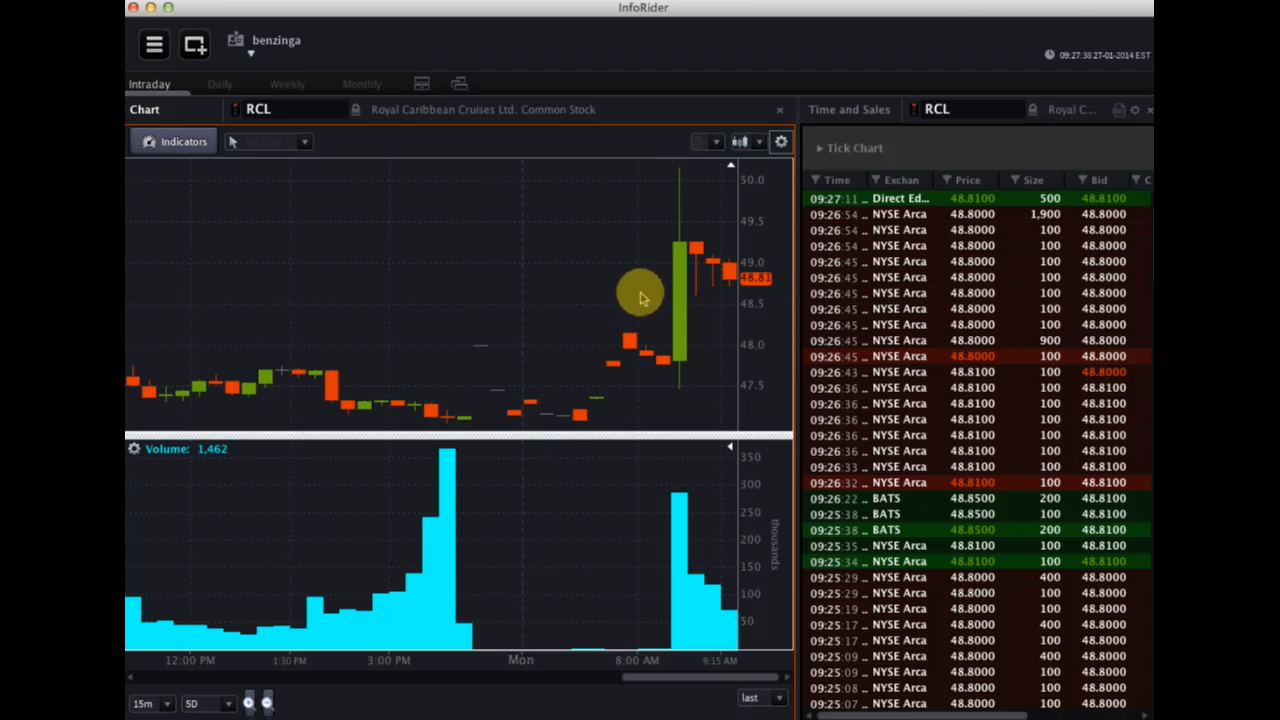 InfoRider
benzinga
09:27:38 27-01-2014 EST
Intraday Daily Weekly Monthly
Chart RCL Royal Caribbean Cruises Ltd. Common Stock
Time and Sales RCL Royal C...
Indicators
Tick Chart
Time Exchan Price Size Bid C
09:27:11 .. Direct Ed... 48.8100 500 48.8100
09:26:54 .. NYSE Arca 48.8000 1,900 48.8000
09:26:54 .. NYSE Arca 48.8000 100 48.8000
09:26:54 .. NYSE Arca 48.8000 100 48.8000
09:26:45 .. NYSE Arca 48.8000 100 48.8000
09:26:45 .. NYSE Arca 48.8000 100 48.8000
09:26:45 .. NYSE Arca 48.8000 100 48.8000
09:26:45 .. NYSE Arca 48.8000 100 48.8000
09:26:45 .. NYSE Arca 48.8000 100 48.8000
09:26:45 .. NYSE Arca 48.8000 900 48.8000
09:26:45 .. NYSE Arca 48.8000 100 48.8000
09:26:43 .. NYSE Arca 48.8100 100 48.8000
09:26:36 .. NYSE Arca 48.8100 100 48.8100
09:26:36 .. NYSE Arca 48.8100 100 48.8100
09:26:36 .. NYSE Arca 48.8100 100 48.8100
09:26:36 .. NYSE Arca 48.8100 100 48.8100
09:26:36 .. NYSE Arca 48.8100 100 48.8100
09:26:33 .. NYSE Arca 48.8100 100 48.8100
09:26:32 .. NYSE Arca 48.8100 100 48.8100
09:26:22 .. BATS 48.8500 200 48.8100
09:25:38 .. BATS 48.8500 100 48.8100
09:25:38 .. BATS 48.8500 200 48.8100
09:25:35 .. NYSE Arca 48.8100 100 48.8100
09:25:34 .. NYSE Arca 48.8100 100 48.8100
09:25:29 .. NYSE Arca 48.8000 400 48.8000
09:25:29 .. NYSE Arca 48.8000 100 48.8000
09:25:19 .. NYSE Arca 48.8000 100 48.8000
09:25:17 .. NYSE Arca 48.8000 400 48.8000
09:25:17 .. NYSE Arca 48.8000 100 48.8000
09:25:09 .. NYSE Arca 48.8000 400 48.8000
09:25:09 .. NYSE Arca 48.8000 100 48.8000
09:25:08 .. NYSE Arca 48.8000 100 48.8000
09:25:07 .. NYSE Arca 48.8000 100 48.8000
50.0
49.5
49.0
48.81
48.5
48.0
47.5
Volume: 1,462
350
300
250
200
150
100
50
thousands
12:00 PM 1:30 PM 3:00 PM Mon 8:00 AM 9:15 AM
15m 5D last